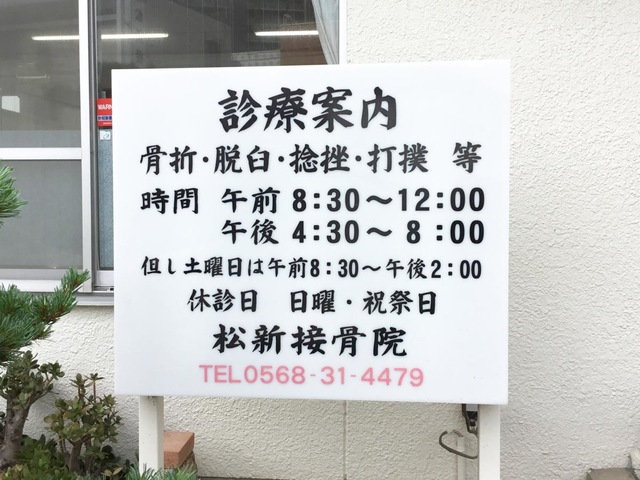 診療案内
骨折・脱臼・捻挫・打撲 等
時間 午前 8:30～12:00
午後 4:30～ 8:00
但し土曜日は午前8:30～午後2:00
休診日 日曜・祝祭日
松新接骨院
TEL0568-31-4479
WARN